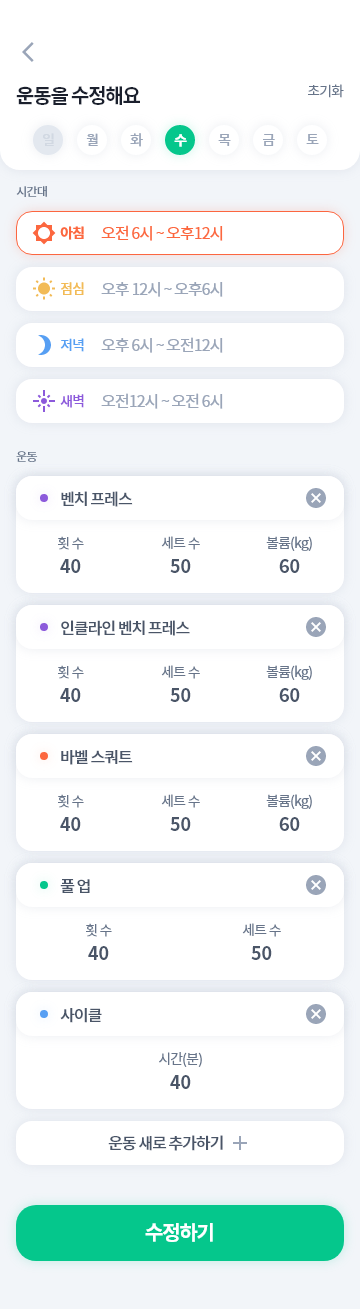 운동을 수정해요 초기화
일 월 화 수 목 금 토
시간대
아침 오전 6시 ~ 오후12시
점심 오후 12시 ~ 오후6시
저녁 오후 6시 ~ 오전12시
새벽 오전12시 ~ 오전 6시
운동
벤치 프레스
횟 수 세트 수 볼륨(kg)
40 50 60
인클라인 벤치 프레스
횟 수 세트 수 볼륨(kg)
40 50 60
바벨 스쿼트
횟 수 세트 수 볼륨(kg)
40 50 60
풀 업
횟 수 세트 수
40 50
사이클
시간(분)
40
운동 새로 추가하기
수정하기